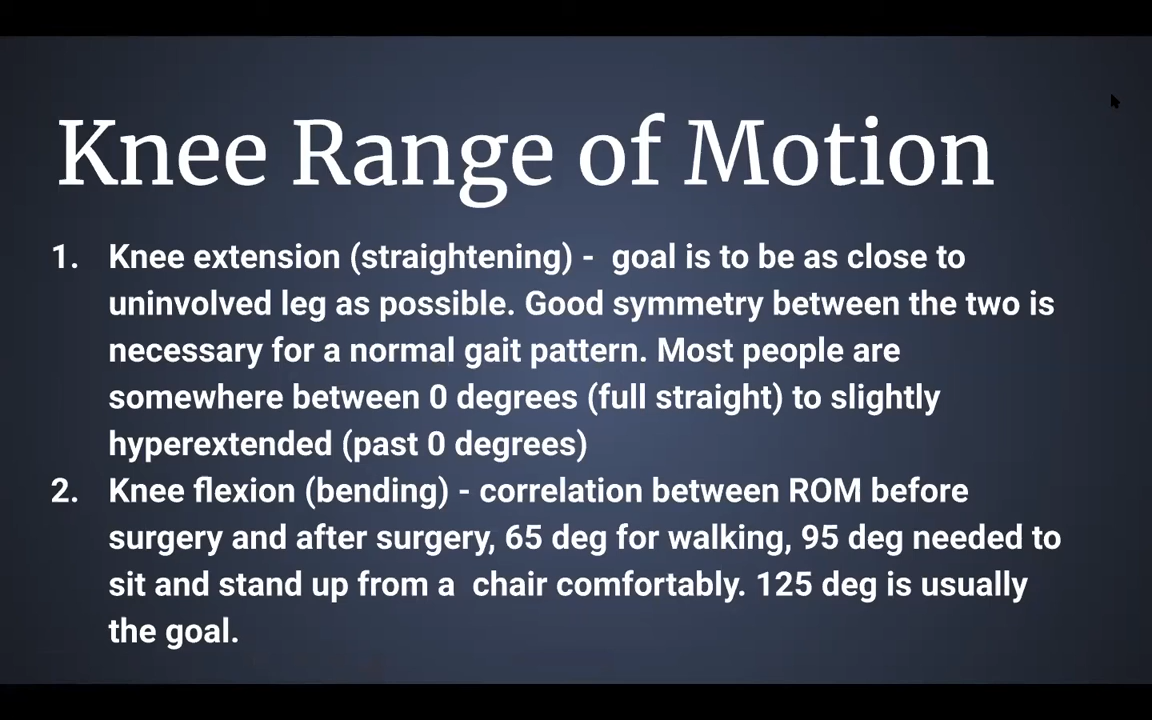 Knee Range of Motion
1. Knee extension (straightening) -  goal is to be as close to
uninvolved leg as possible. Good symmetry between the two is
necessary for a normal gait pattern. Most people are
somewhere between 0 degrees (full straight) to slightly
hyperextended (past 0 degrees)
2. Knee flexion (bending) - correlation between ROM before
surgery and after surgery, 65 deg for walking, 95 deg needed to
sit and stand up from a  chair comfortably. 125 deg is usually
the goal.